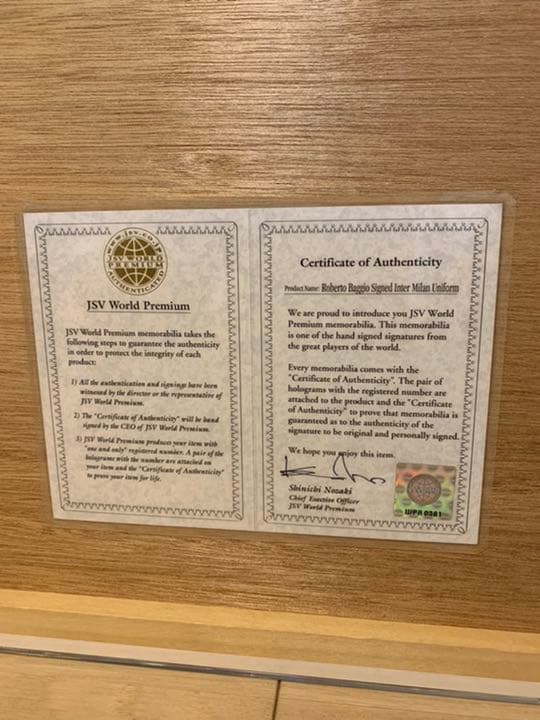 www.jsv.co.jp
JSV WORLD
PREMIUM
AUTHENTICATED
JSV World Premium
JSV World Premium memorabilia takes the
following steps to guarantee the authenticity
in order to protect the integrity of each
product:
1) All the authentication and signings have been
witnessed by the director or the representative of
JSV World Premium.
2) The "Certificate of Authenticity" will be hand
signed by the CEO of JSV World Premium.
3) JSV World Premium produces your item with
"one and only" registered number. A pair of the
holograms with the number are attached on
your item and the "Certificate of Authenticity"
to prove your item for life.
Certificate of Authenticity
Product Name: Roberto Baggio Signed Inter Milan Uniform
We are proud to introduce you JSV World
Premium memorabilia. This memorabilia
is one of the hand signed signatures from
the great players of the world.
Every memorabilia comes with the
"Certificate of Authenticity". The pair of
holograms with the registered number are
attached to the product and the "Certificate
of Authenticity" to prove that memorabilia is
guaranteed as to the authenticity of the
signature to be original and personally signed.
We hope you enjoy this item.
Shinichi Nozaki
Chief Exective Officer
JSV World Premium
WPA 0381